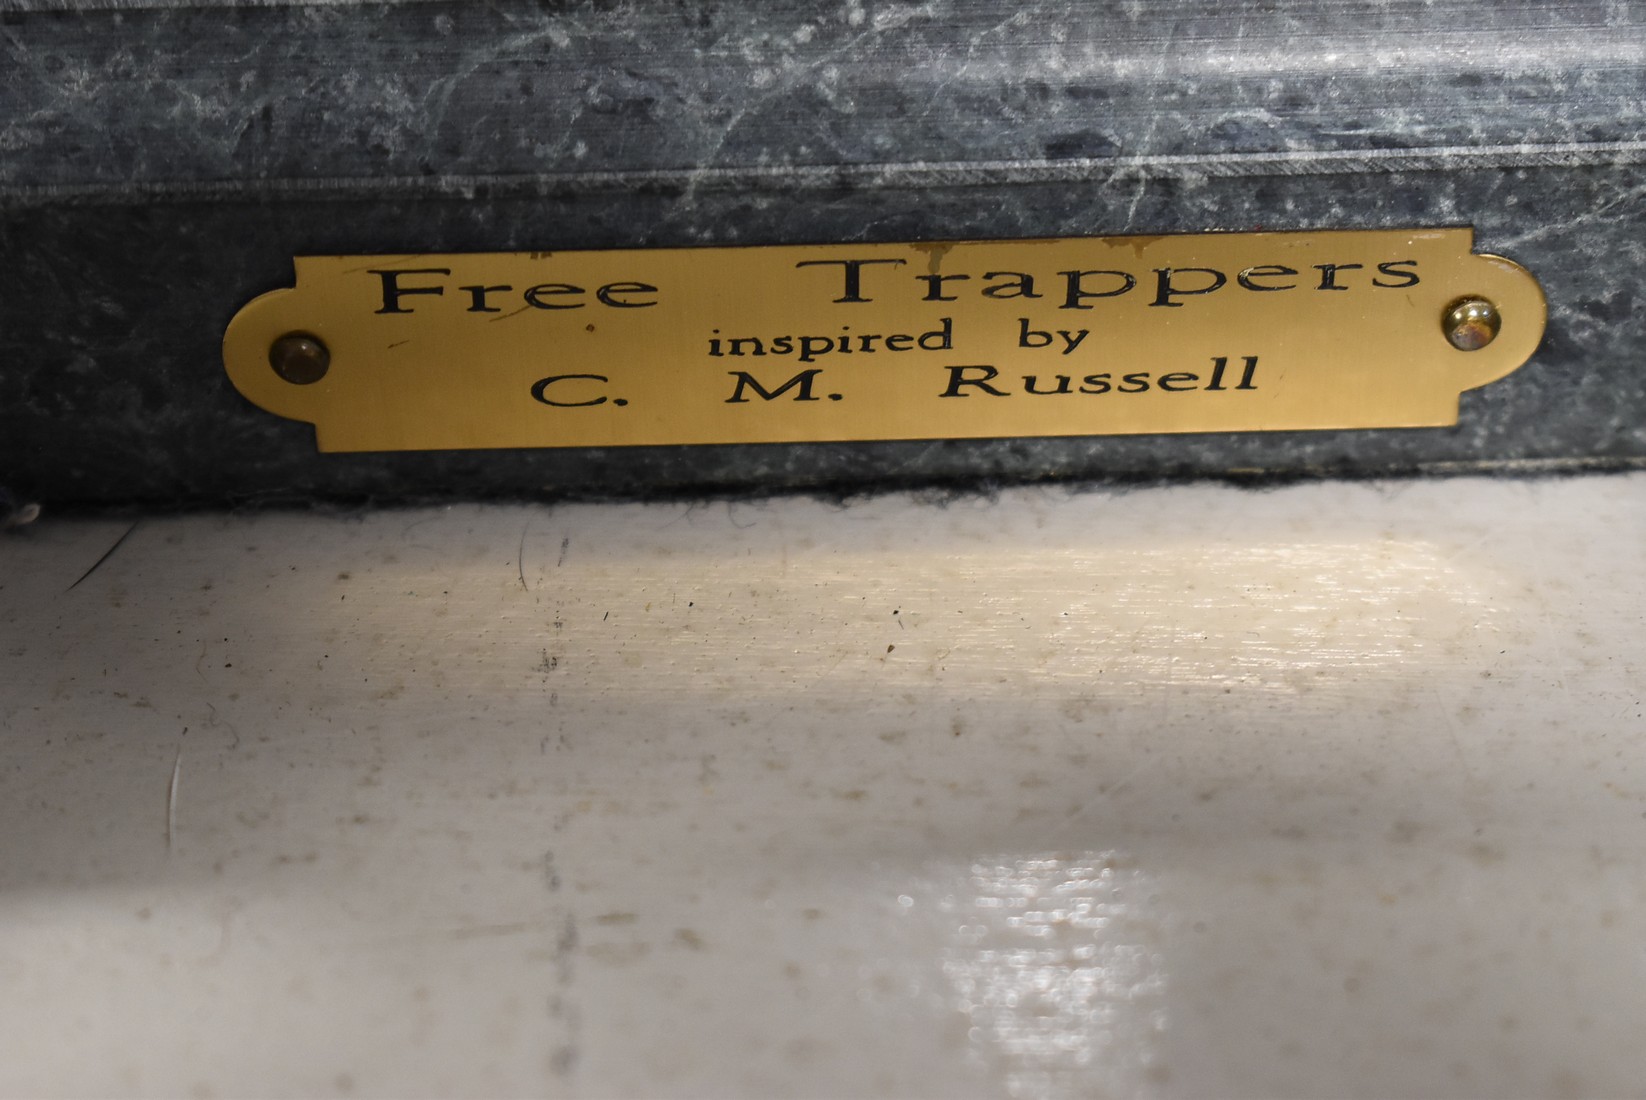 Free Trappers
inspired by
C. M. Russell